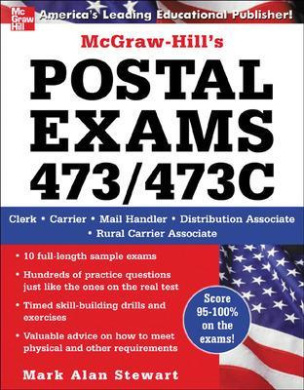 Mc
Graw
Hill
America's Leading Educational Publisher!
McGraw-Hill's
POSTAL
EXAMS
473/473C
Clerk • Carrier • Mail Handler • Distribution Associate
• Rural Carrier Associate
• 10 full-length sample exams
• Hundreds of practice questions
just like the ones on the real test
• Timed skill-building drills and
exercises
• Valuable advice on how to meet
physical and other requirements
Score
95-100%
on the
exams!
Mark Alan Stewart